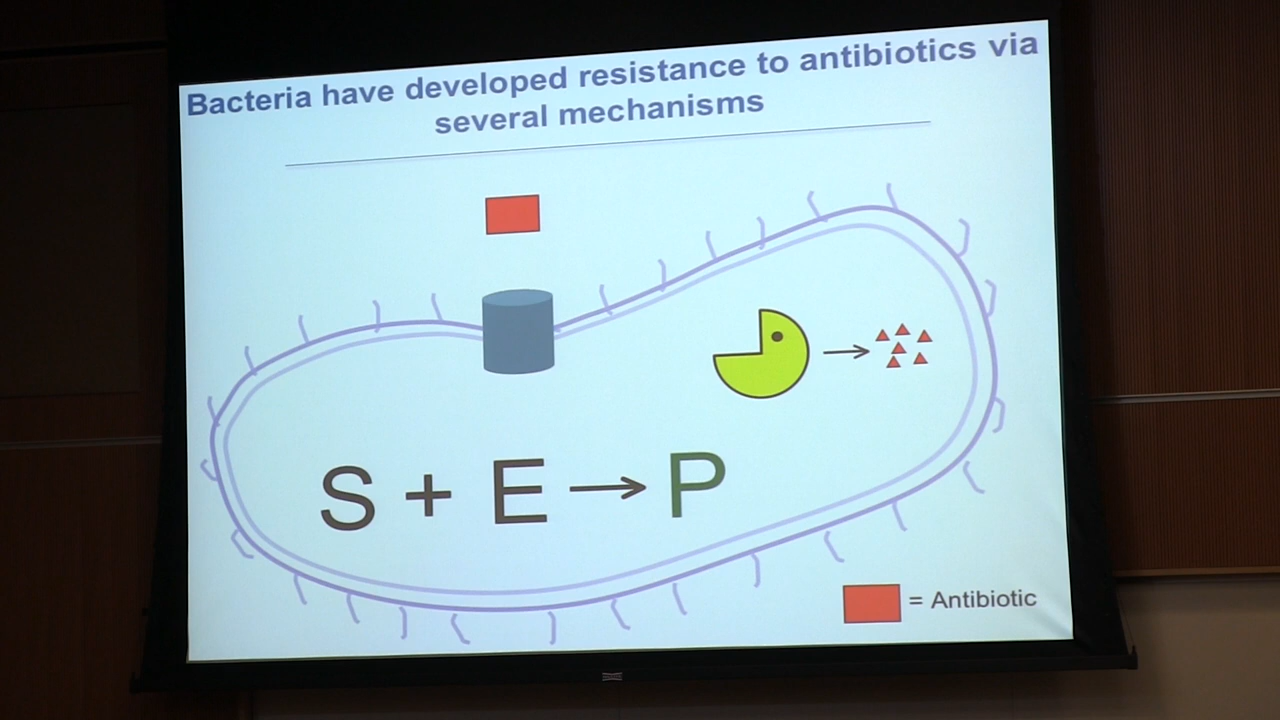 Bacteria have developed resistance to antibiotics via
several mechanisms
S + E → P
= Antibiotic